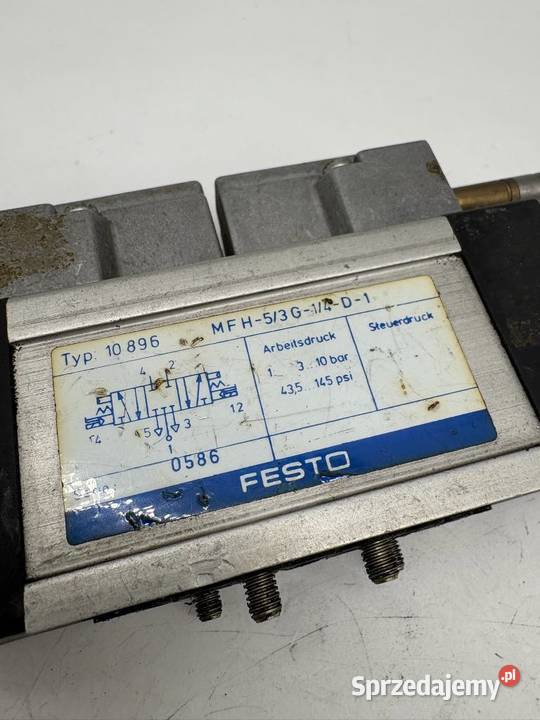 Typ: 10 896 MFH-5/3G-1/4-D-1
Arbeitsdruck
1 3...10 bar
43,5...145 psi
Steuerdruck
4 2
14 12
5 3
1
0586
FESTO
Sprzedajemy.pl